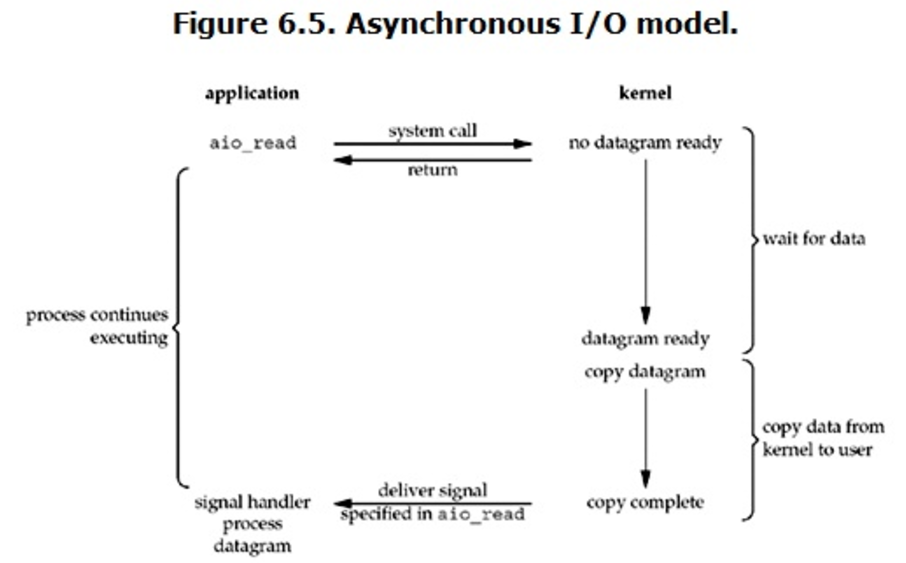 Figure 6.5. Asynchronous I/O model.
application
kernel
aio_read
system call
no datagram ready
return
wait for data
process continues
executing
datagram ready
copy datagram
copy data from
kernel to user
signal handler
process
datagram
deliver signal
specified in aio_read
copy complete